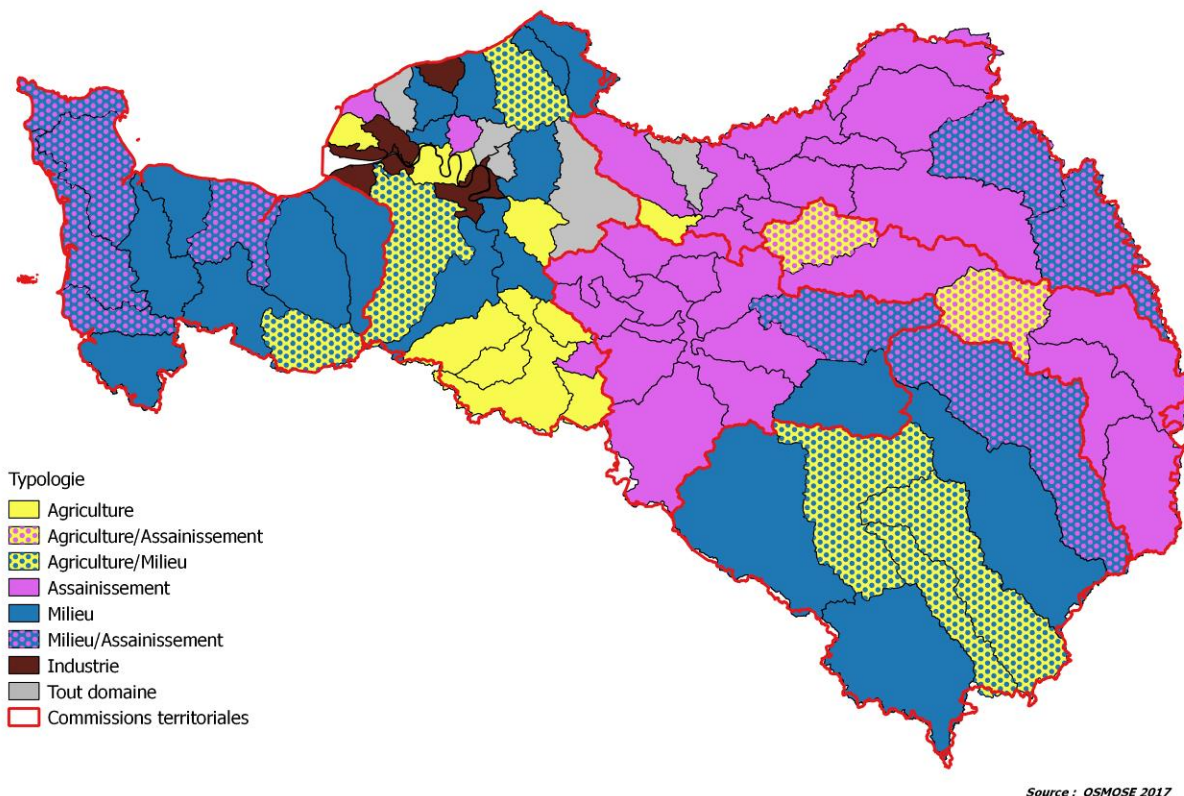 Typologie
Agriculture
Agriculture/Assainissement
Agriculture/Milieu
Assainissement
Milieu
Milieu/Assainissement
Industrie
Tout domaine
Commissions territoriales
Source : OSMOSE 2017